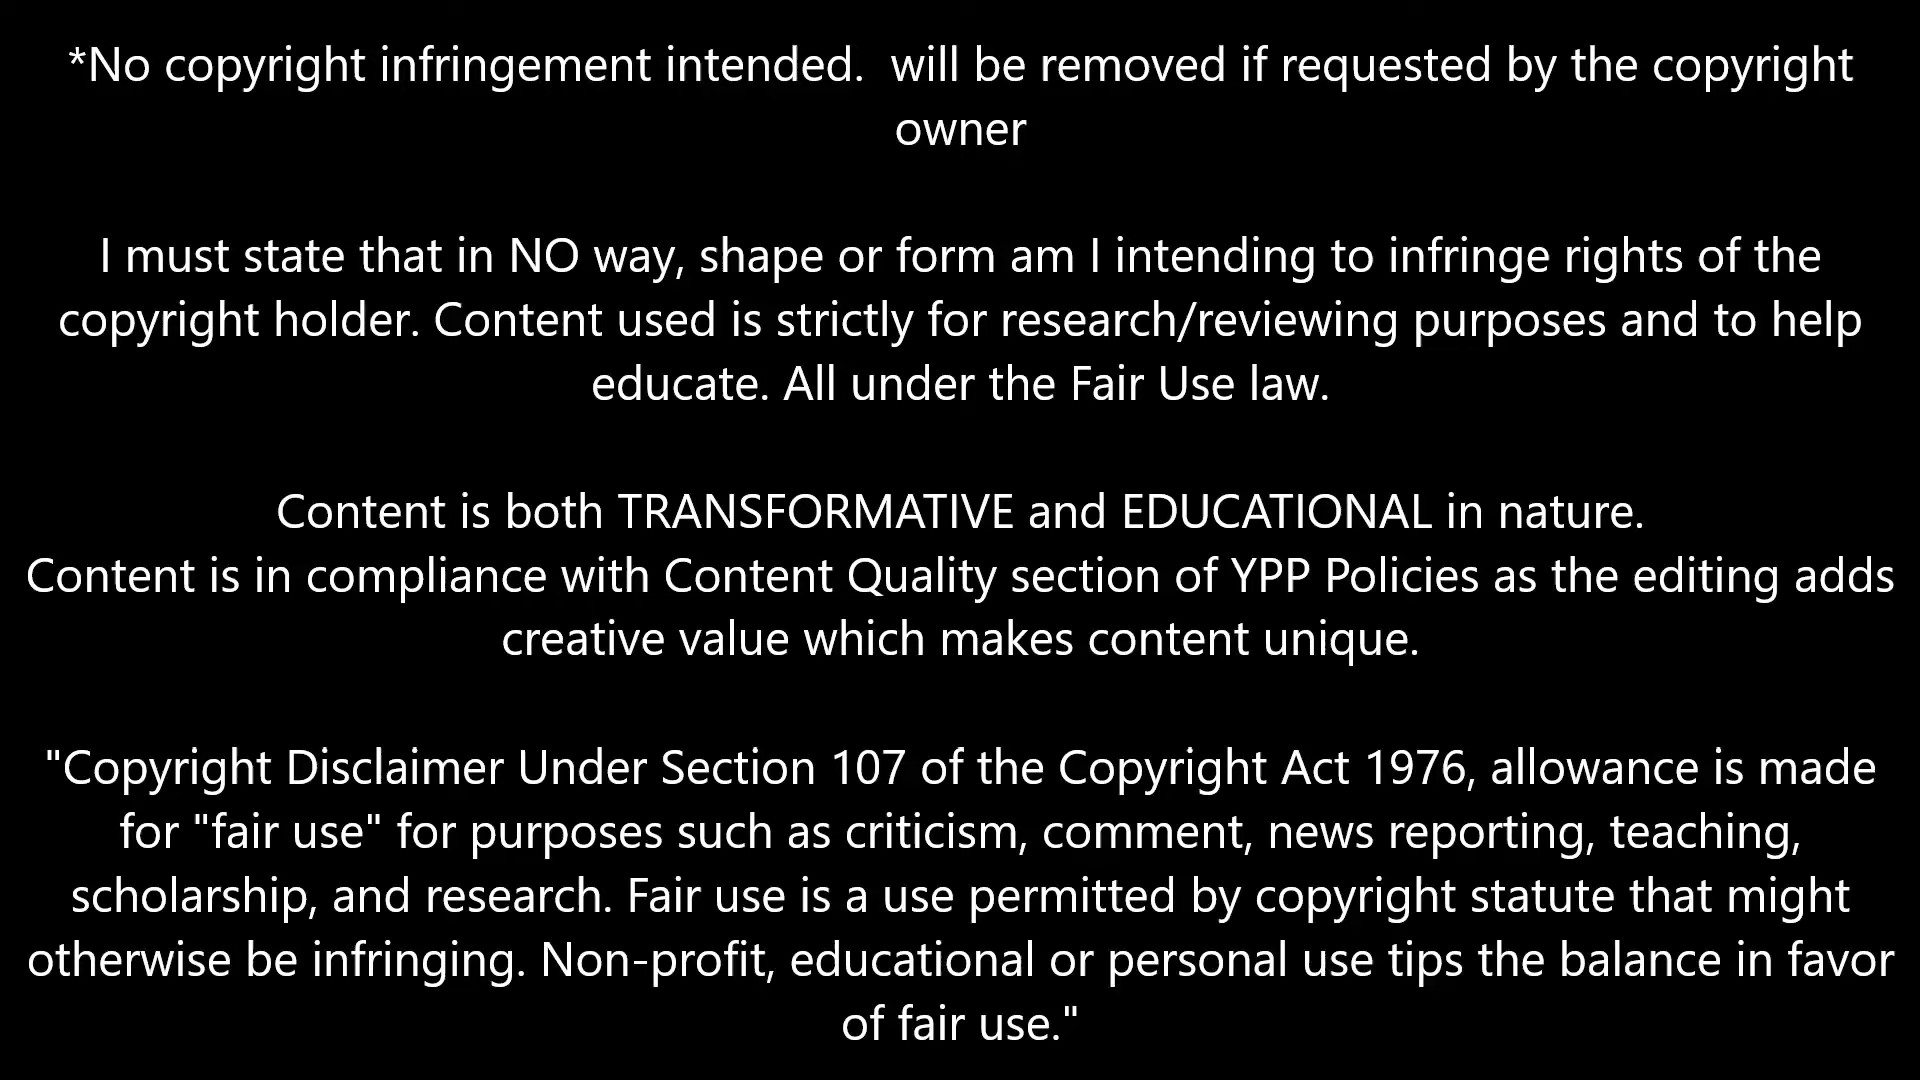 *No copyright infringement intended.  will be removed if requested by the copyright
owner
I must state that in NO way, shape or form am I intending to infringe rights of the
copyright holder. Content used is strictly for research/reviewing purposes and to help
educate. All under the Fair Use law.
Content is both TRANSFORMATIVE and EDUCATIONAL in nature.
Content is in compliance with Content Quality section of YPP Policies as the editing adds
creative value which makes content unique.
"Copyright Disclaimer Under Section 107 of the Copyright Act 1976, allowance is made
for "fair use" for purposes such as criticism, comment, news reporting, teaching,
scholarship, and research. Fair use is a use permitted by copyright statute that might
otherwise be infringing. Non-profit, educational or personal use tips the balance in favor
of fair use."